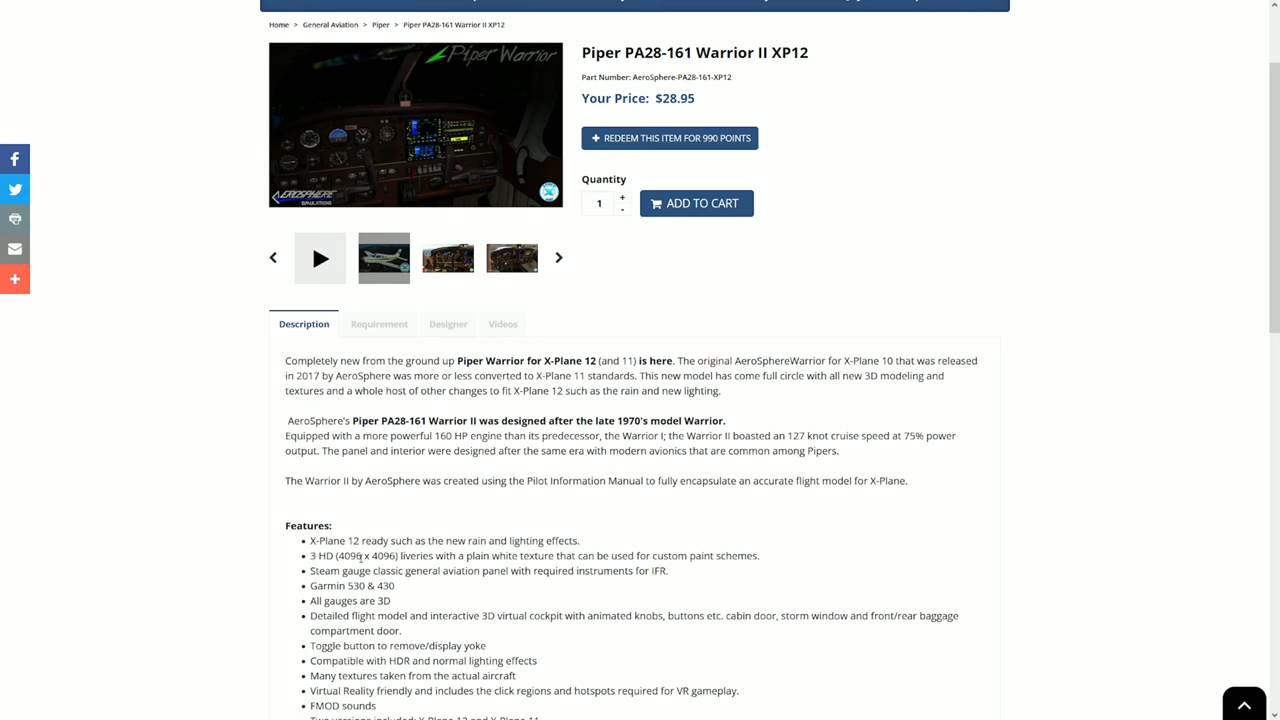 Home > General Aviation > Piper > Piper PA28-161 Warrior II XP12
Piper Warrior
AEROSPHERE
SIMULATIONS
Piper PA28-161 Warrior II XP12
Part Number: AeroSphere-PA28-161-XP12
Your Price: $28.95
REDEEM THIS ITEM FOR 990 POINTS
Quantity
1 + -
ADD TO CART
Description Requirement Designer Videos
Completely new from the ground up Piper Warrior for X-Plane 12 (and 11) is here. The original AeroSphereWarrior for X-Plane 10 that was released
in 2017 by AeroSphere was more or less converted to X-Plane 11 standards. This new model has come full circle with all new 3D modeling and
textures and a whole host of other changes to fit X-Plane 12 such as the rain and new lighting.
AeroSphere's Piper PA28-161 Warrior II was designed after the late 1970's model Warrior.
Equipped with a more powerful 160 HP engine than its predecessor, the Warrior I; the Warrior II boasted an 127 knot cruise speed at 75% power
output. The panel and interior were designed after the same era with modern avionics that are common among Pipers.
The Warrior II by AeroSphere was created using the Pilot Information Manual to fully encapsulate an accurate flight model for X-Plane.
Features:
• X-Plane 12 ready such as the new rain and lighting effects.
• 3 HD (4096 x 4096) liveries with a plain white texture that can be used for custom paint schemes.
• Steam gauge classic general aviation panel with required instruments for IFR.
• Garmin 530 & 430
• All gauges are 3D
• Detailed flight model and interactive 3D virtual cockpit with animated knobs, buttons etc. cabin door, storm window and front/rear baggage
compartment door.
• Toggle button to remove/display yoke
• Compatible with HDR and normal lighting effects
• Many textures taken from the actual aircraft
• Virtual Reality friendly and includes the click regions and hotspots required for VR gameplay.
• FMOD sounds
Two versions included: X-Plane 12 and X-Plane 11